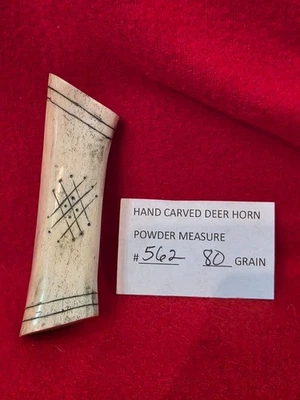 HAND CARVED DEER HORN
POWDER MEASURE
# 562 80 GRAIN